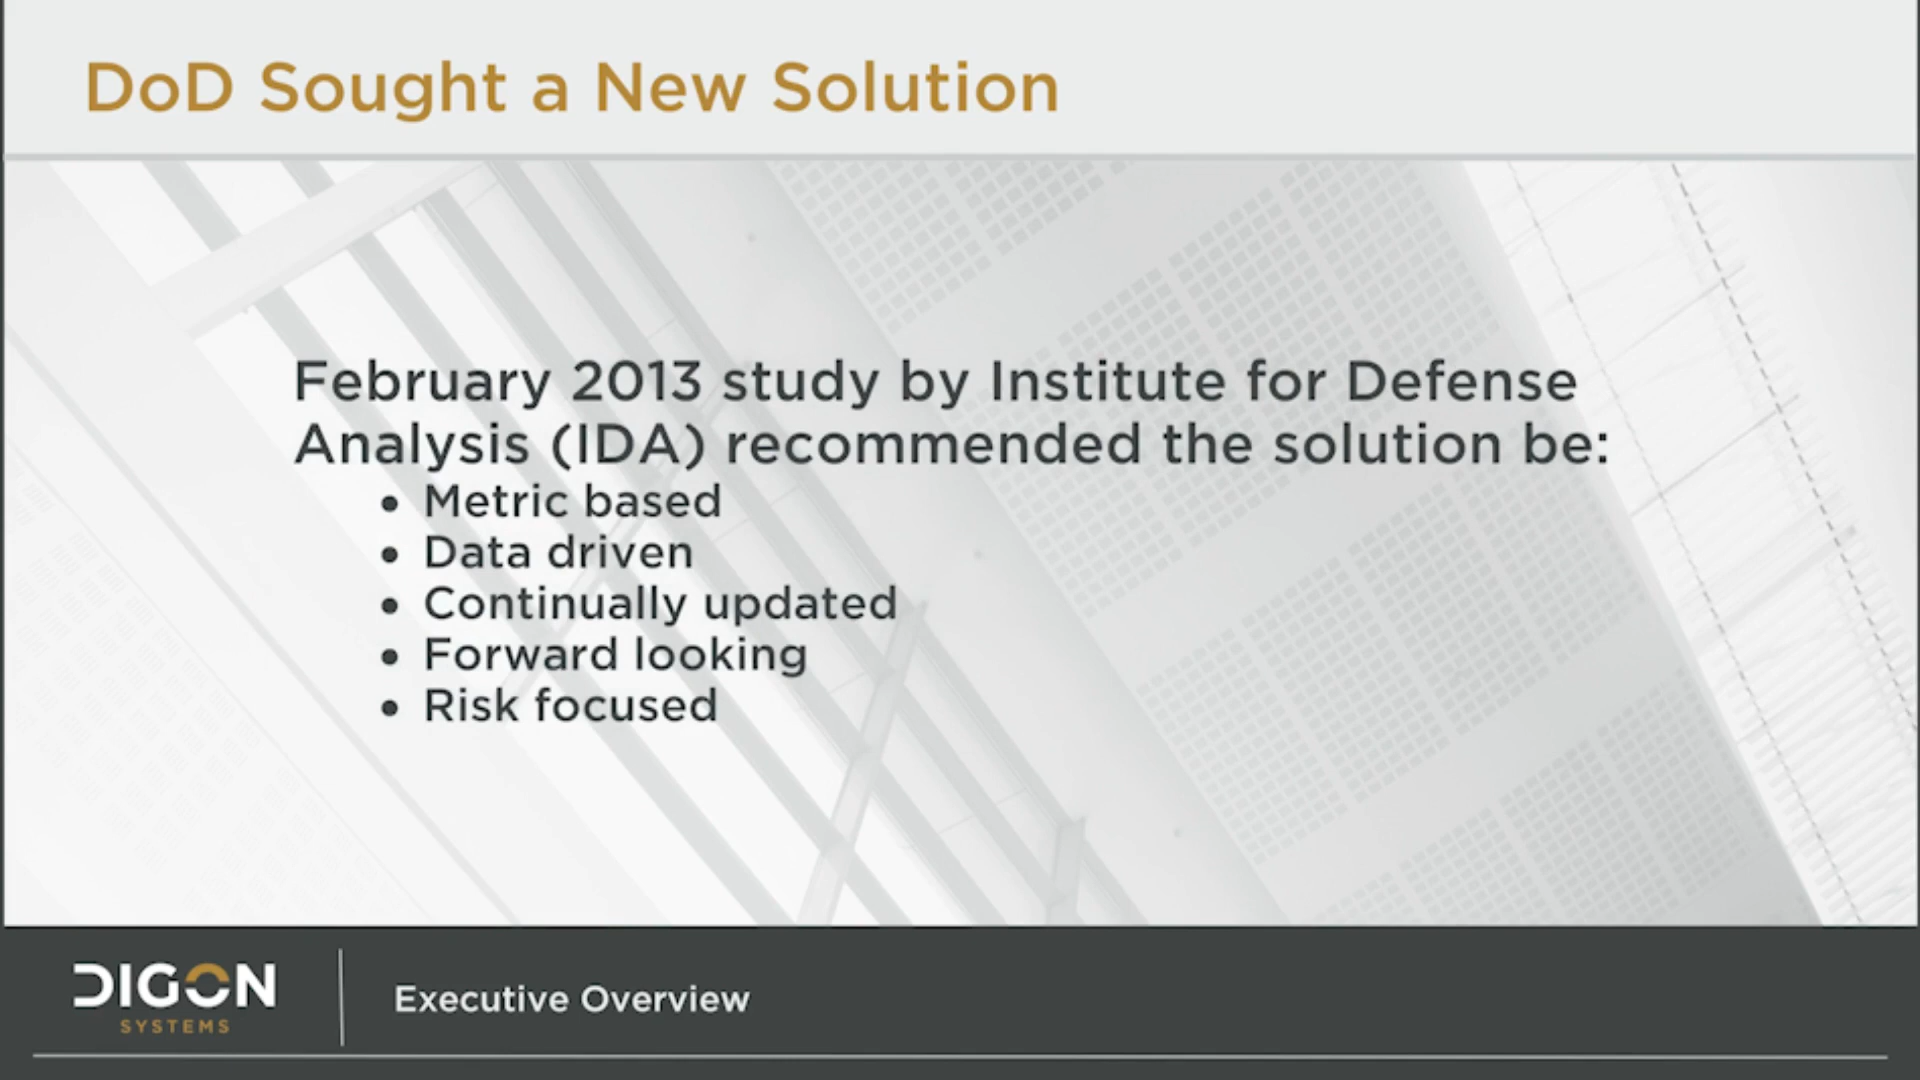 DoD Sought a New Solution
February 2013 study by Institute for Defense
Analysis (IDA) recommended the solution be:
• Metric based
• Data driven
• Continually updated
• Forward looking
• Risk focused
DIGON
SYSTEMS
Executive Overview